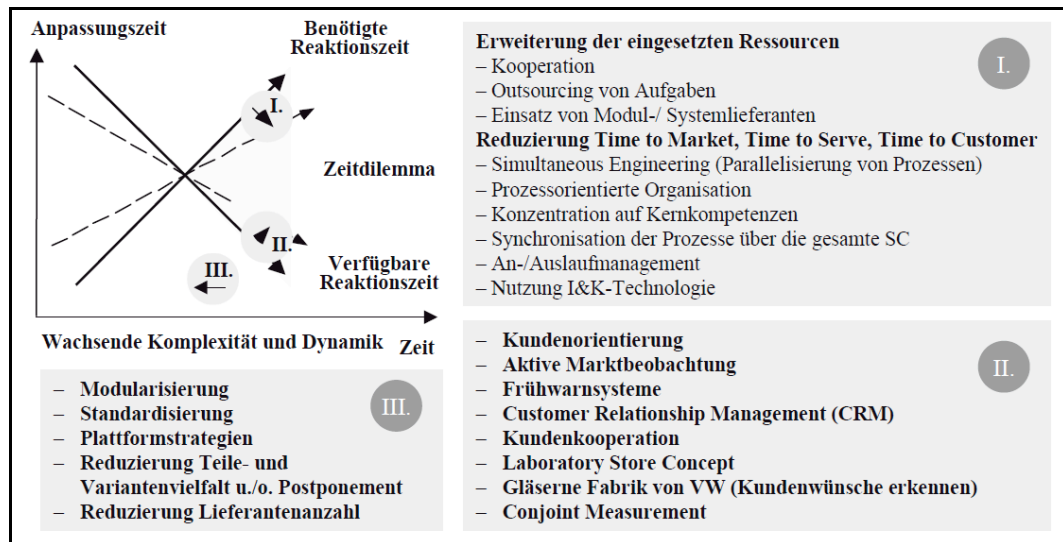 Anpassungszeit
Benötigte
Reaktionszeit
I.
Zeitdilemma
II.
III.
Verfügbare
Reaktionszeit
Wachsende Komplexität und Dynamik
Zeit
Erweiterung der eingesetzten Ressourcen
I.
– Kooperation
– Outsourcing von Aufgaben
– Einsatz von Modul-/ Systemlieferanten
Reduzierung Time to Market, Time to Serve, Time to Customer
– Simultaneous Engineering (Parallelisierung von Prozessen)
– Prozessorientierte Organisation
– Konzentration auf Kernkompetenzen
– Synchronisation der Prozesse über die gesamte SC
– An-/Auslaufmanagement
– Nutzung I&K-Technologie
– Modularisierung
III.
– Standardisierung
– Plattformstrategien
– Reduzierung Teile- und
Variantenvielfalt u./o. Postponement
– Reduzierung Lieferantenanzahl
– Kundenorientierung
– Aktive Marktbeobachtung
II.
– Frühwarnsysteme
– Customer Relationship Management (CRM)
– Kundenkooperation
– Laboratory Store Concept
– Gläserne Fabrik von VW (Kundenwünsche erkennen)
– Conjoint Measurement